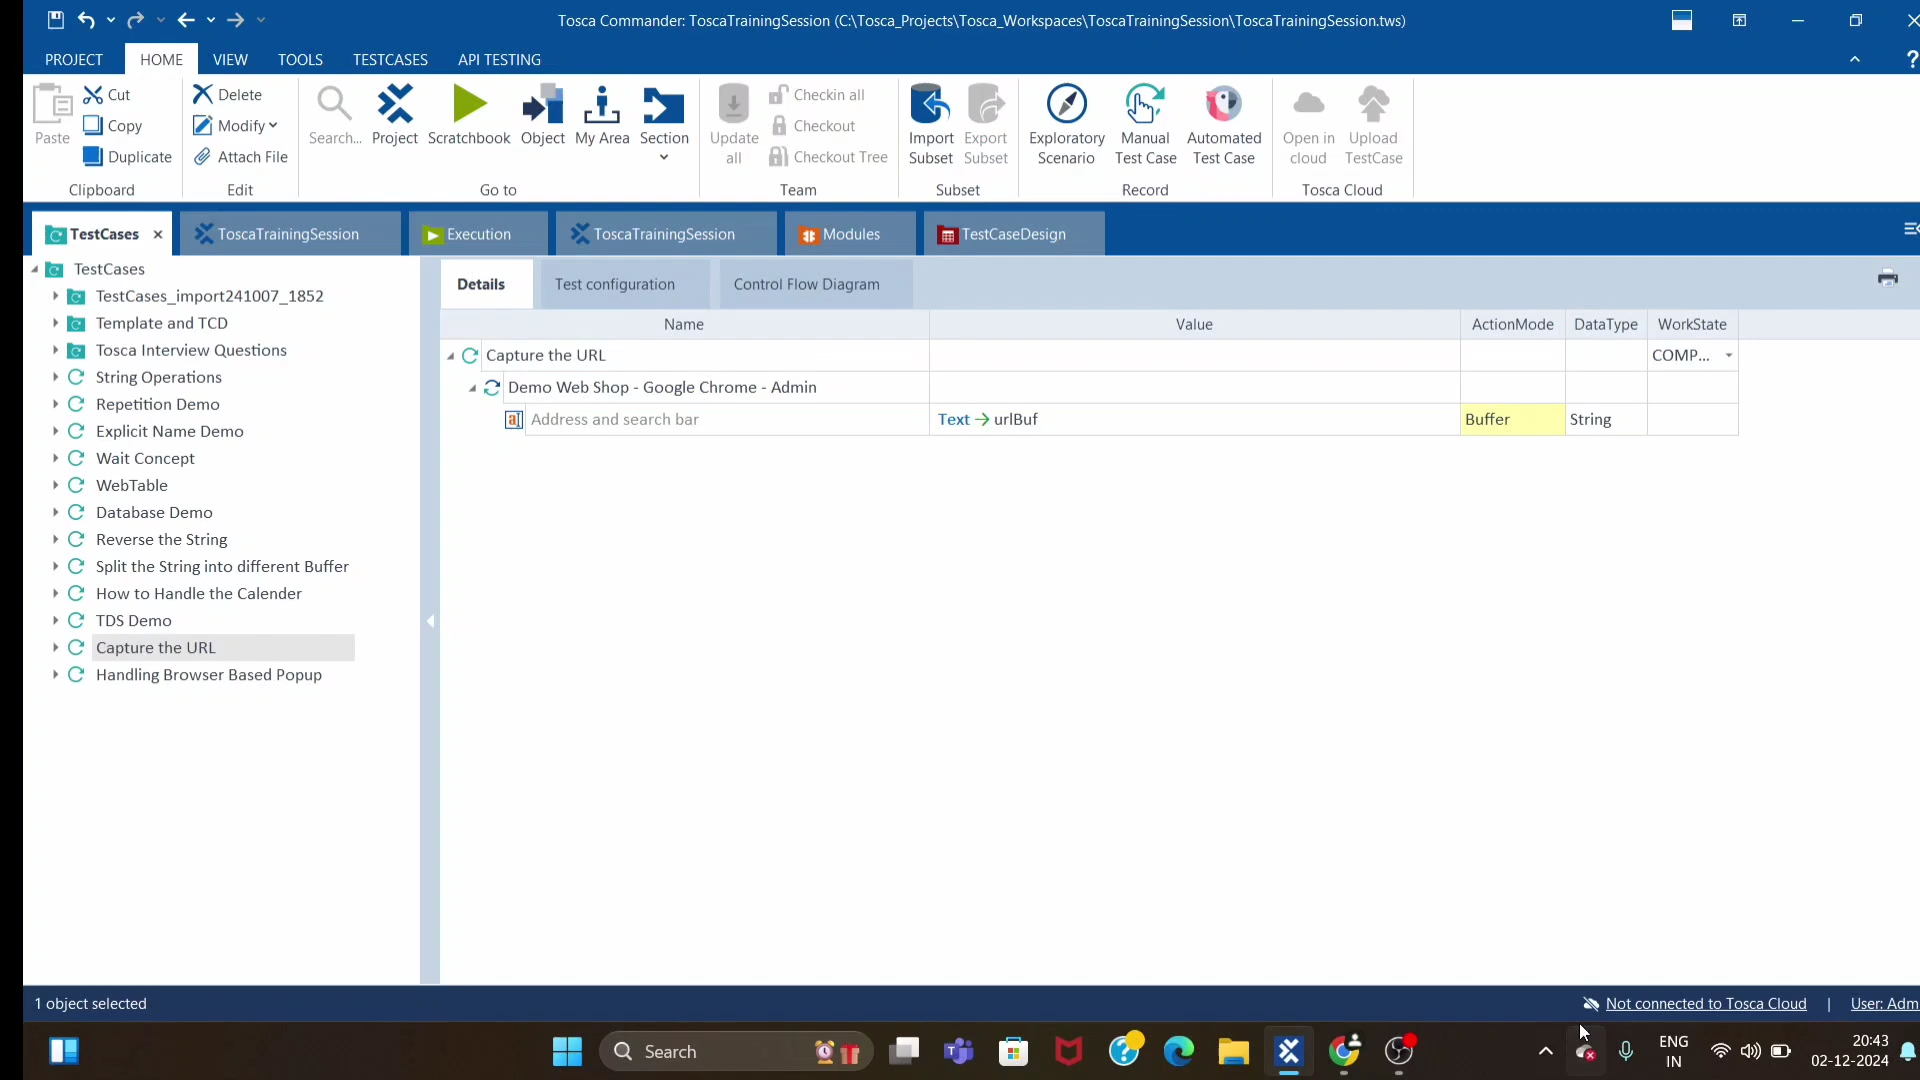 Tosca Commander: ToscaTrainingSession (C:\Tosca_Projects\Tosca_Workspaces\ToscaTrainingSession\ToscaTrainingSession.tws)
PROJECT HOME VIEW TOOLS TESTCASES API TESTING
Paste
Cut
Copy
Duplicate
Clipboard
Delete
Modify
Attach File
Edit
Search...
Project
Scratchbook
Object
My Area
Section
Go to
Update all
Checkin all
Checkout
Checkout Tree
Team
Import Subset
Export Subset
Subset
Exploratory Scenario
Manual Test Case
Automated Test Case
Record
Open in cloud
Upload TestCase
Tosca Cloud
TestCases ToscaTrainingSession Execution ToscaTrainingSession Modules TestCaseDesign
TestCases
TestCases_import241007_1852
Template and TCD
Tosca Interview Questions
String Operations
Repetition Demo
Explicit Name Demo
Wait Concept
WebTable
Database Demo
Reverse the String
Split the String into different Buffer
How to Handle the Calender
TDS Demo
Capture the URL
Handling Browser Based Popup
Details Test configuration Control Flow Diagram
Name Value ActionMode DataType WorkState
Capture the URL COMP...
Demo Web Shop - Google Chrome - Admin
Address and search bar Text → urlBuf Buffer String
1 object selected Not connected to Tosca Cloud | User: Adm
Search
ENG
IN
20:43
02-12-2024